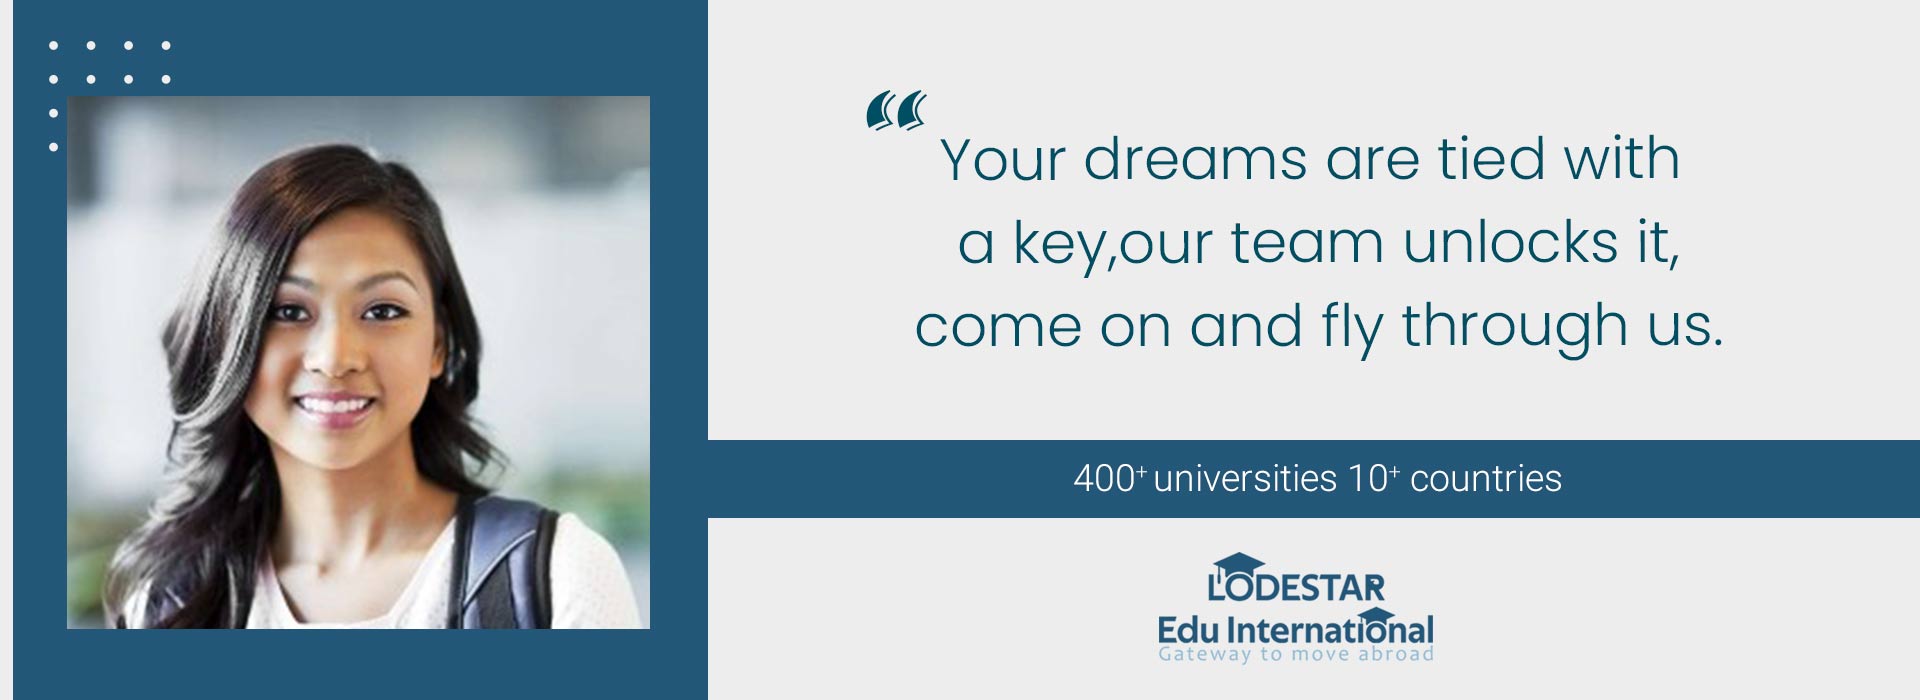 “ Your dreams are tied with
a key,our team unlocks it,
come on and fly through us.
400+ universities 10+ countries
LODESTAR
Edu International
Gateway to move abroad